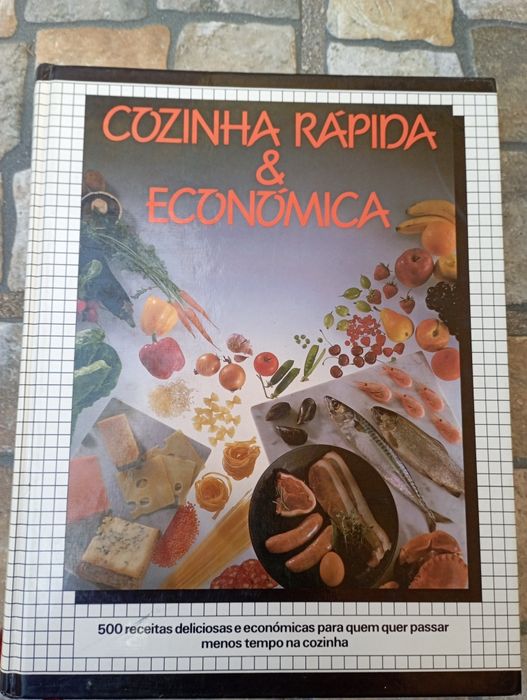 COZINHA RÁPIDA
&
ECONÓMICA
500 receitas deliciosas e económicas para quem quer passar
menos tempo na cozinha